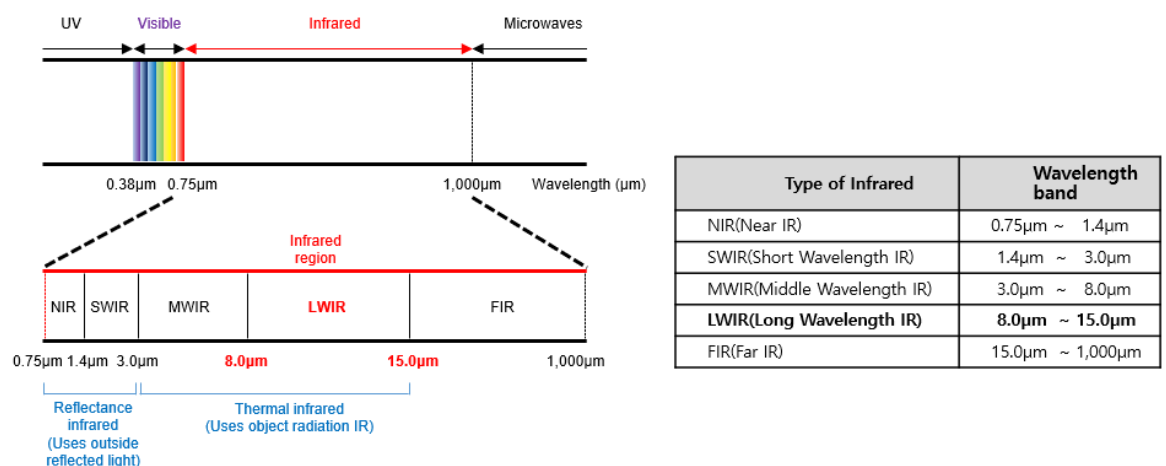 UV Visible Infrared Microwaves
0.38μm 0.75μm 1,000μm Wavelength (μm)
Infrared
region
NIR SWIR MWIR LWIR FIR
0.75μm 1.4μm 3.0μm 8.0μm 15.0μm 1,000μm
Reflectance
infrared
(Uses outside
reflected light)
Thermal infrared
(Uses object radiation IR)
Type of Infrared Wavelength
band
NIR(Near IR) 0.75μm ~ 1.4μm
SWIR(Short Wavelength IR) 1.4μm ~ 3.0μm
MWIR(Middle Wavelength IR) 3.0μm ~ 8.0μm
LWIR(Long Wavelength IR) 8.0μm ~ 15.0μm
FIR(Far IR) 15.0μm ~ 1,000μm